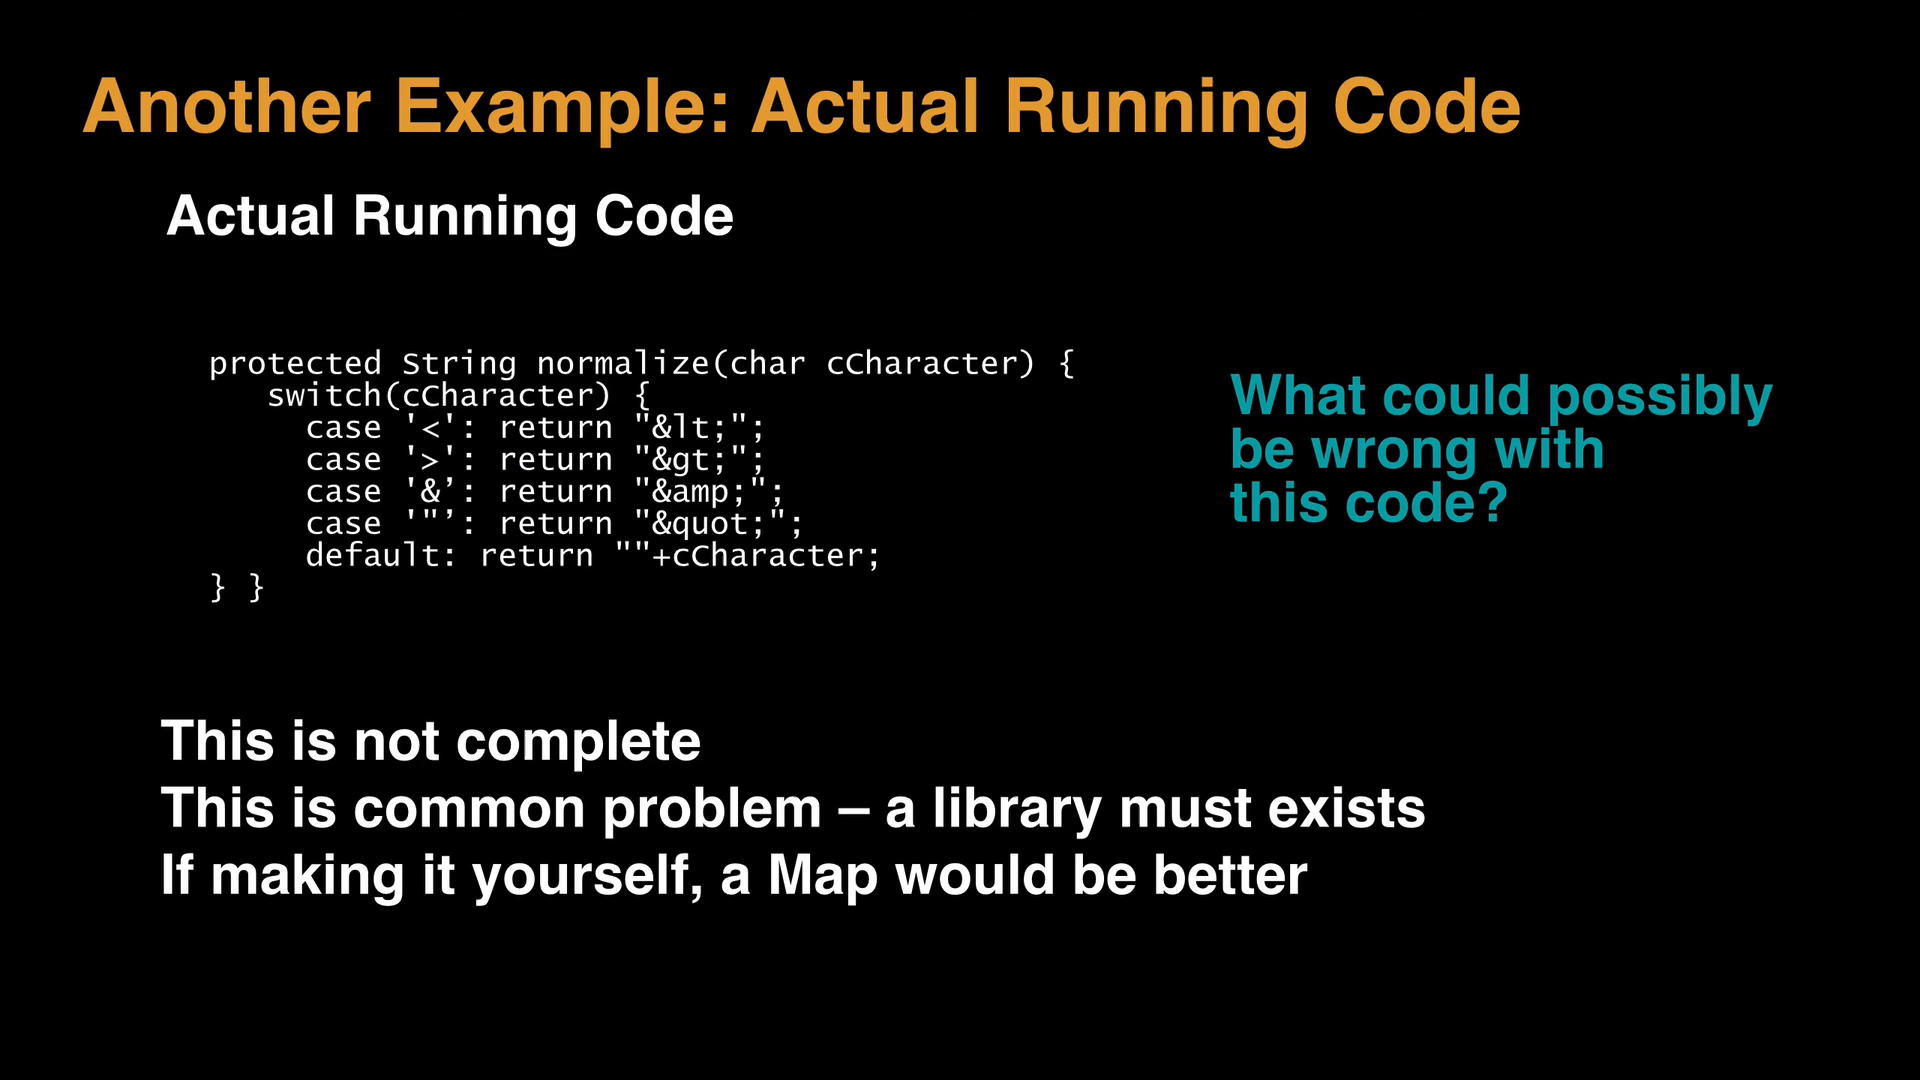 Another Example: Actual Running Code
Actual Running Code
protected String normalize(char cCharacter) {
switch(cCharacter) {
case '<': return "&lt;";
case '>': return "&gt;";
case '&’: return "&amp;";
case '"’: return "&quot;";
default: return ""+cCharacter;
} }
What could possibly
be wrong with
this code?
This is not complete
This is common problem – a library must exists
If making it yourself, a Map would be better